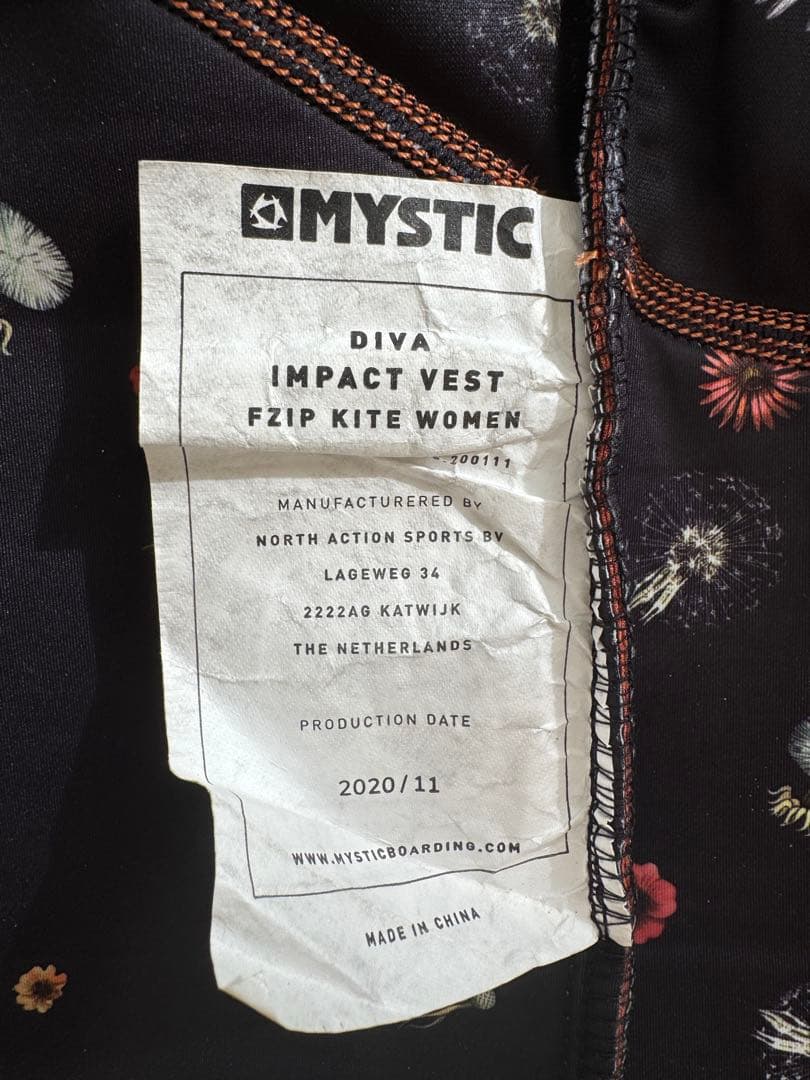 MYSTIC
DIVA
IMPACT VEST
FZIP KITE WOMEN
200111
MANUFACTURERED BY
NORTH ACTION SPORTS BV
LAGEWEG 34
2222AG KATWIJK
THE NETHERLANDS
PRODUCTION DATE
2020/11
WWW.MYSTICBOARDING.COM
MADE IN CHINA